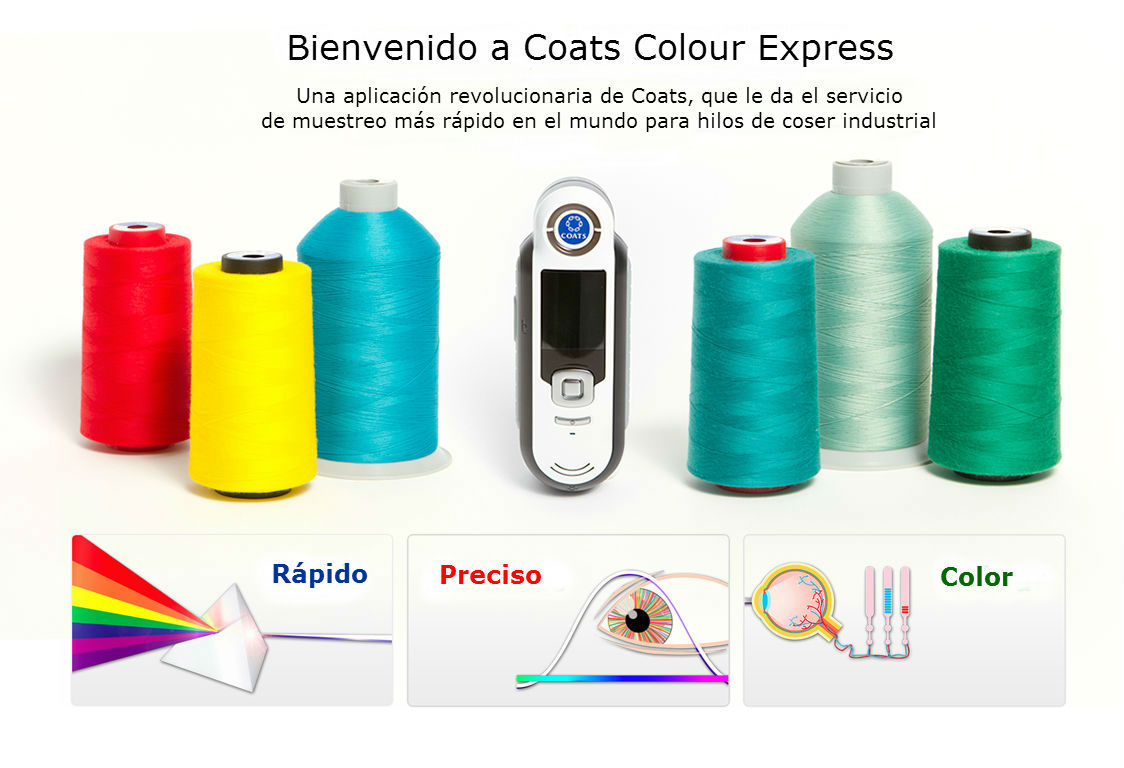 Bienvenido a Coats Colour Express
Una aplicación revolucionaria de Coats, que le da el servicio
de muestreo más rápido en el mundo para hilos de coser industrial
COATS
Rápido
Preciso
Color